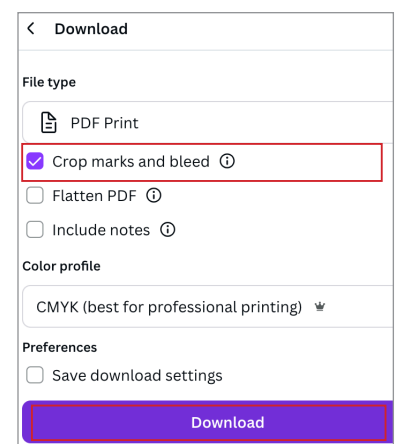 Download
File type
PDF Print
Crop marks and bleed
Flatten PDF
Include notes
Color profile
CMYK (best for professional printing)
Preferences
Save download settings
Download